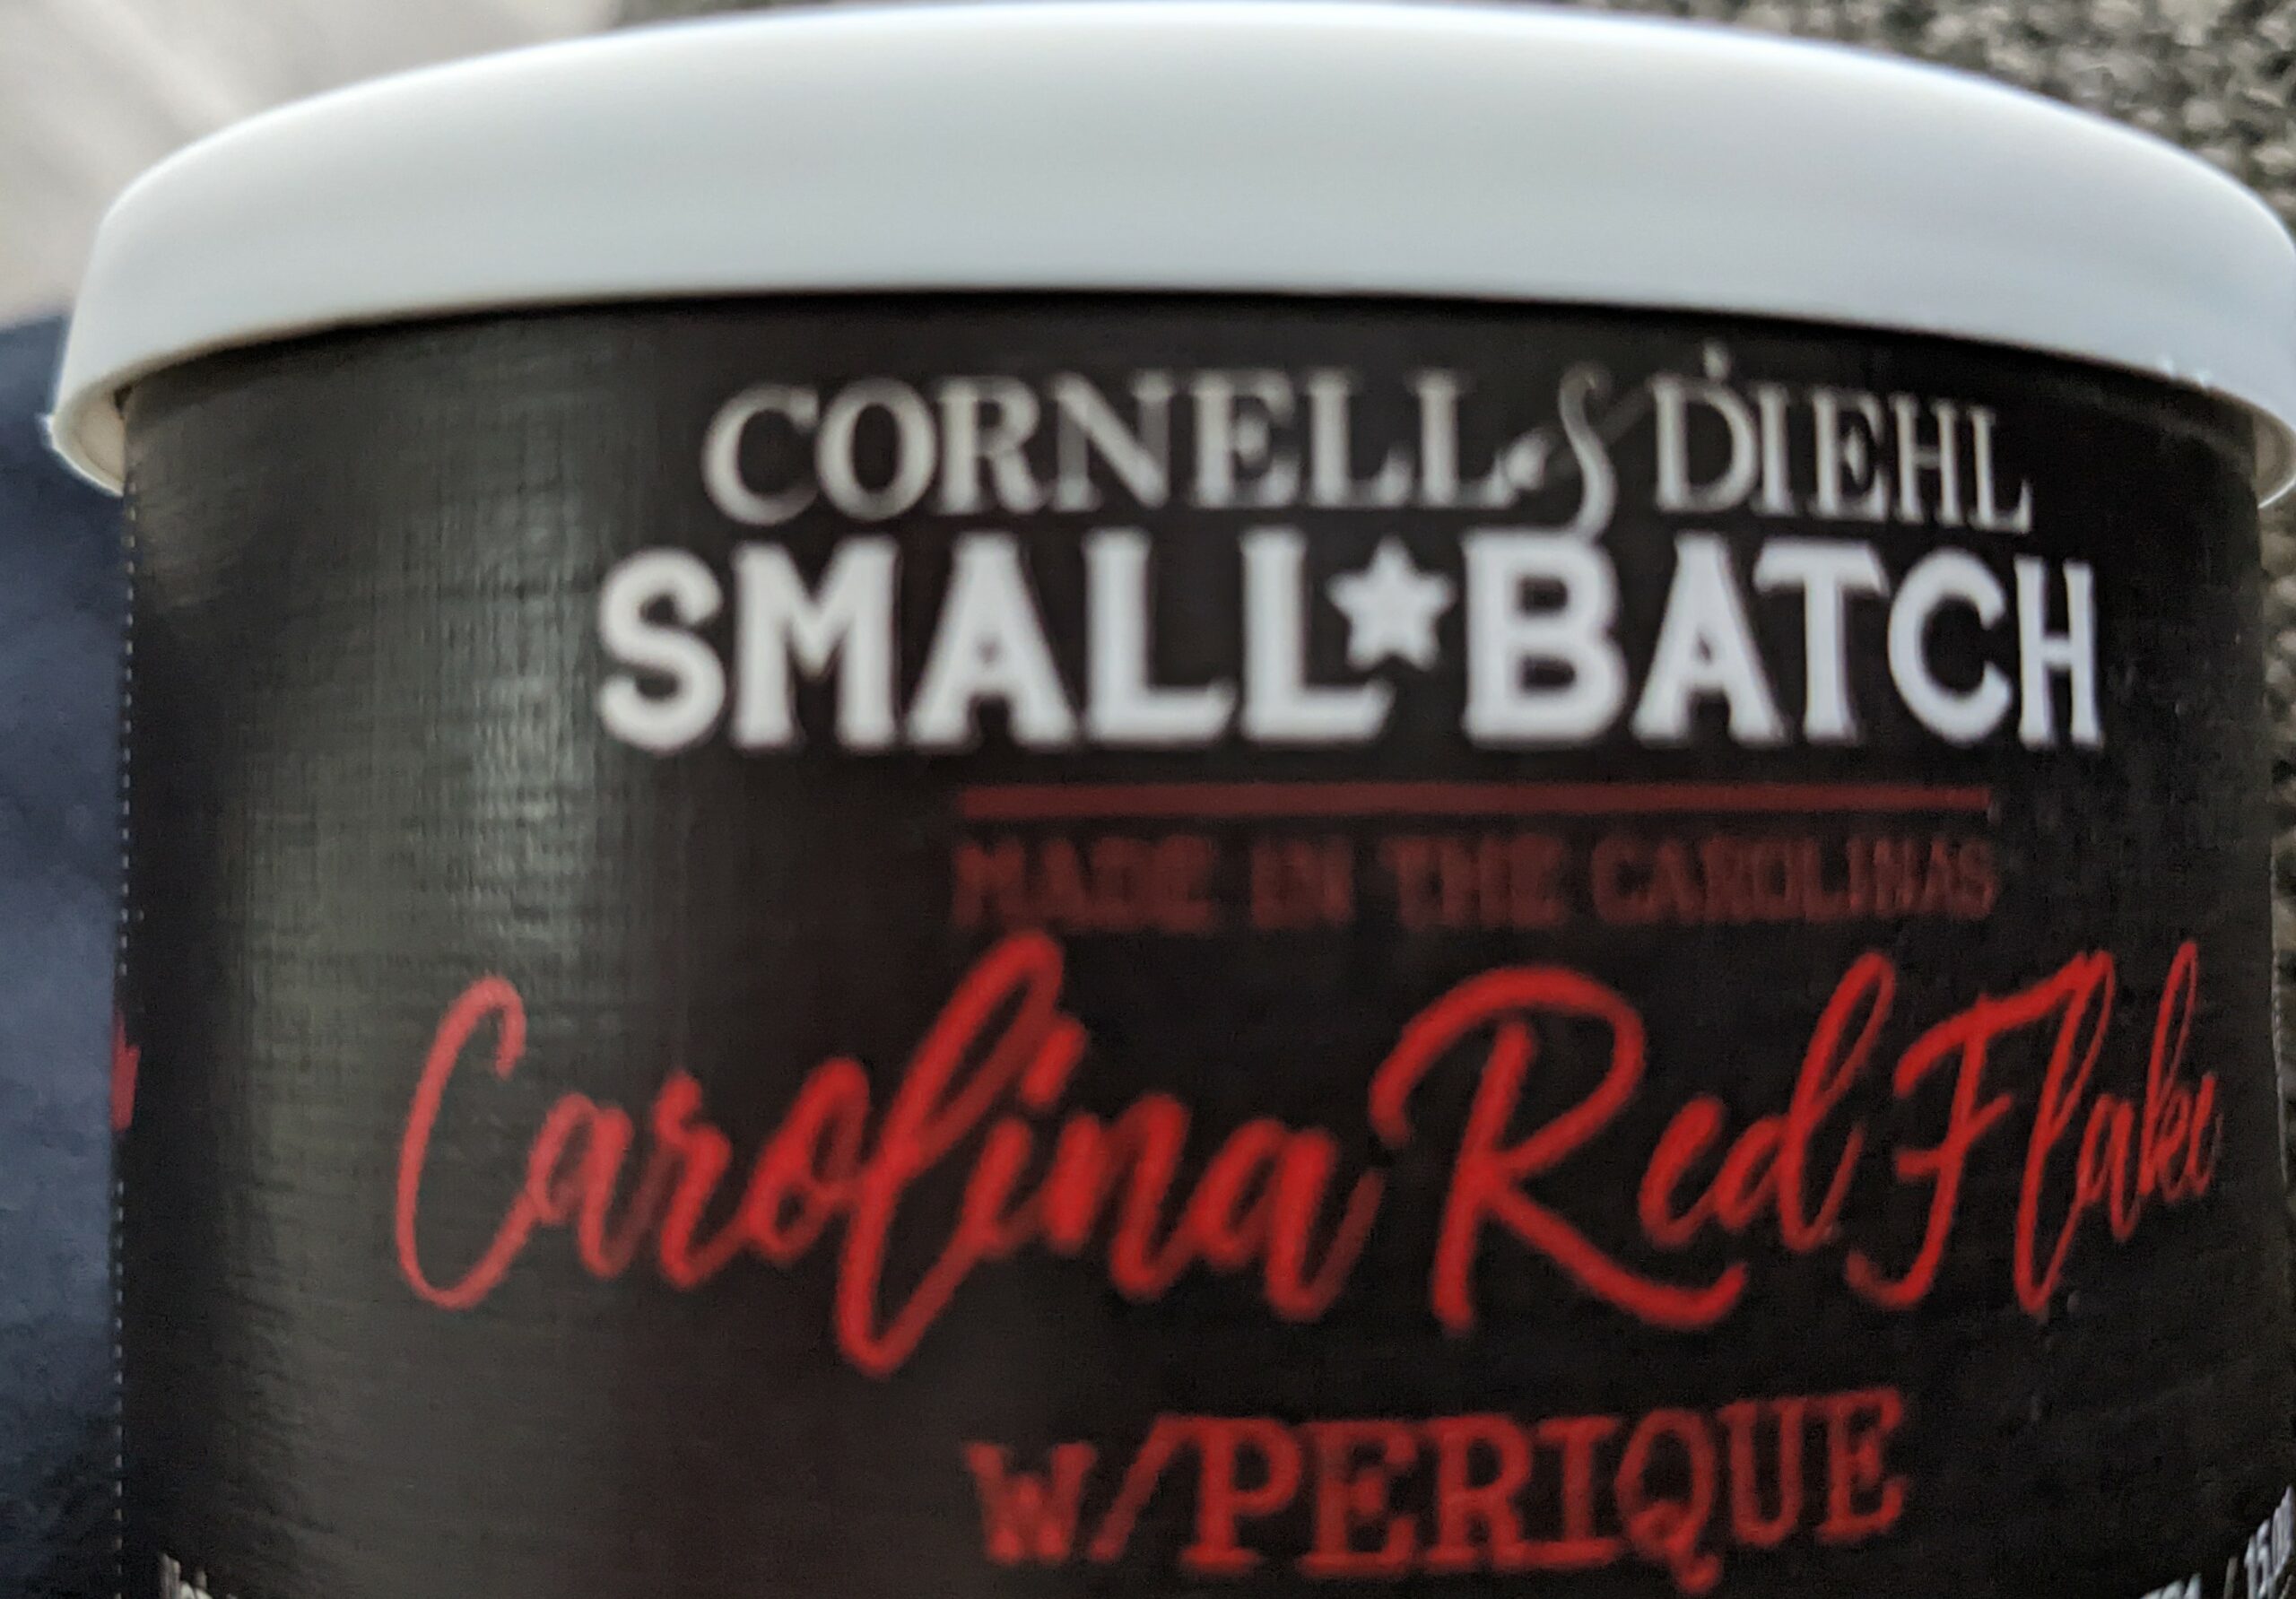 CORNELL & DIEHL
SMALL★BATCH
MADE IN THE CAROLINAS
Carolina Red Flake
W/PERIQUE